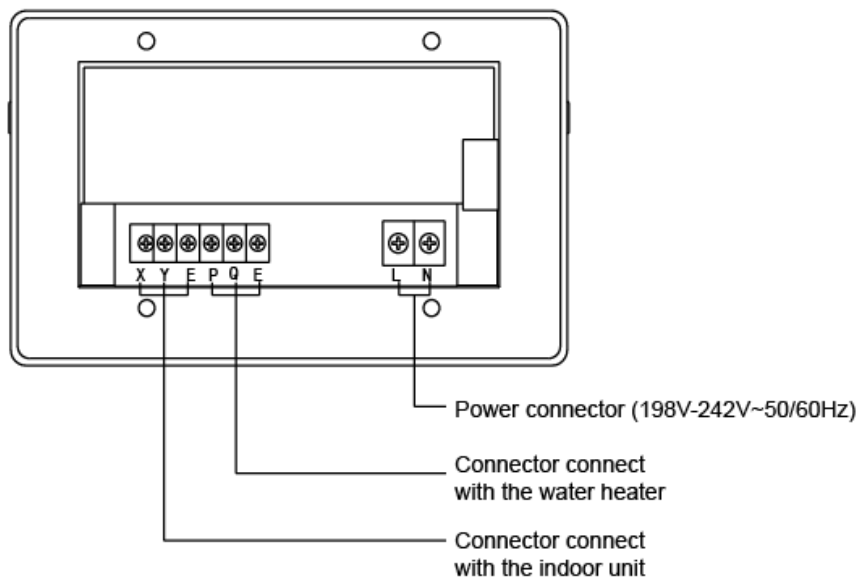 X Y E P Q E
L N
Power connector (198V-242V~50/60Hz)
Connector connect
with the water heater
Connector connect
with the indoor unit